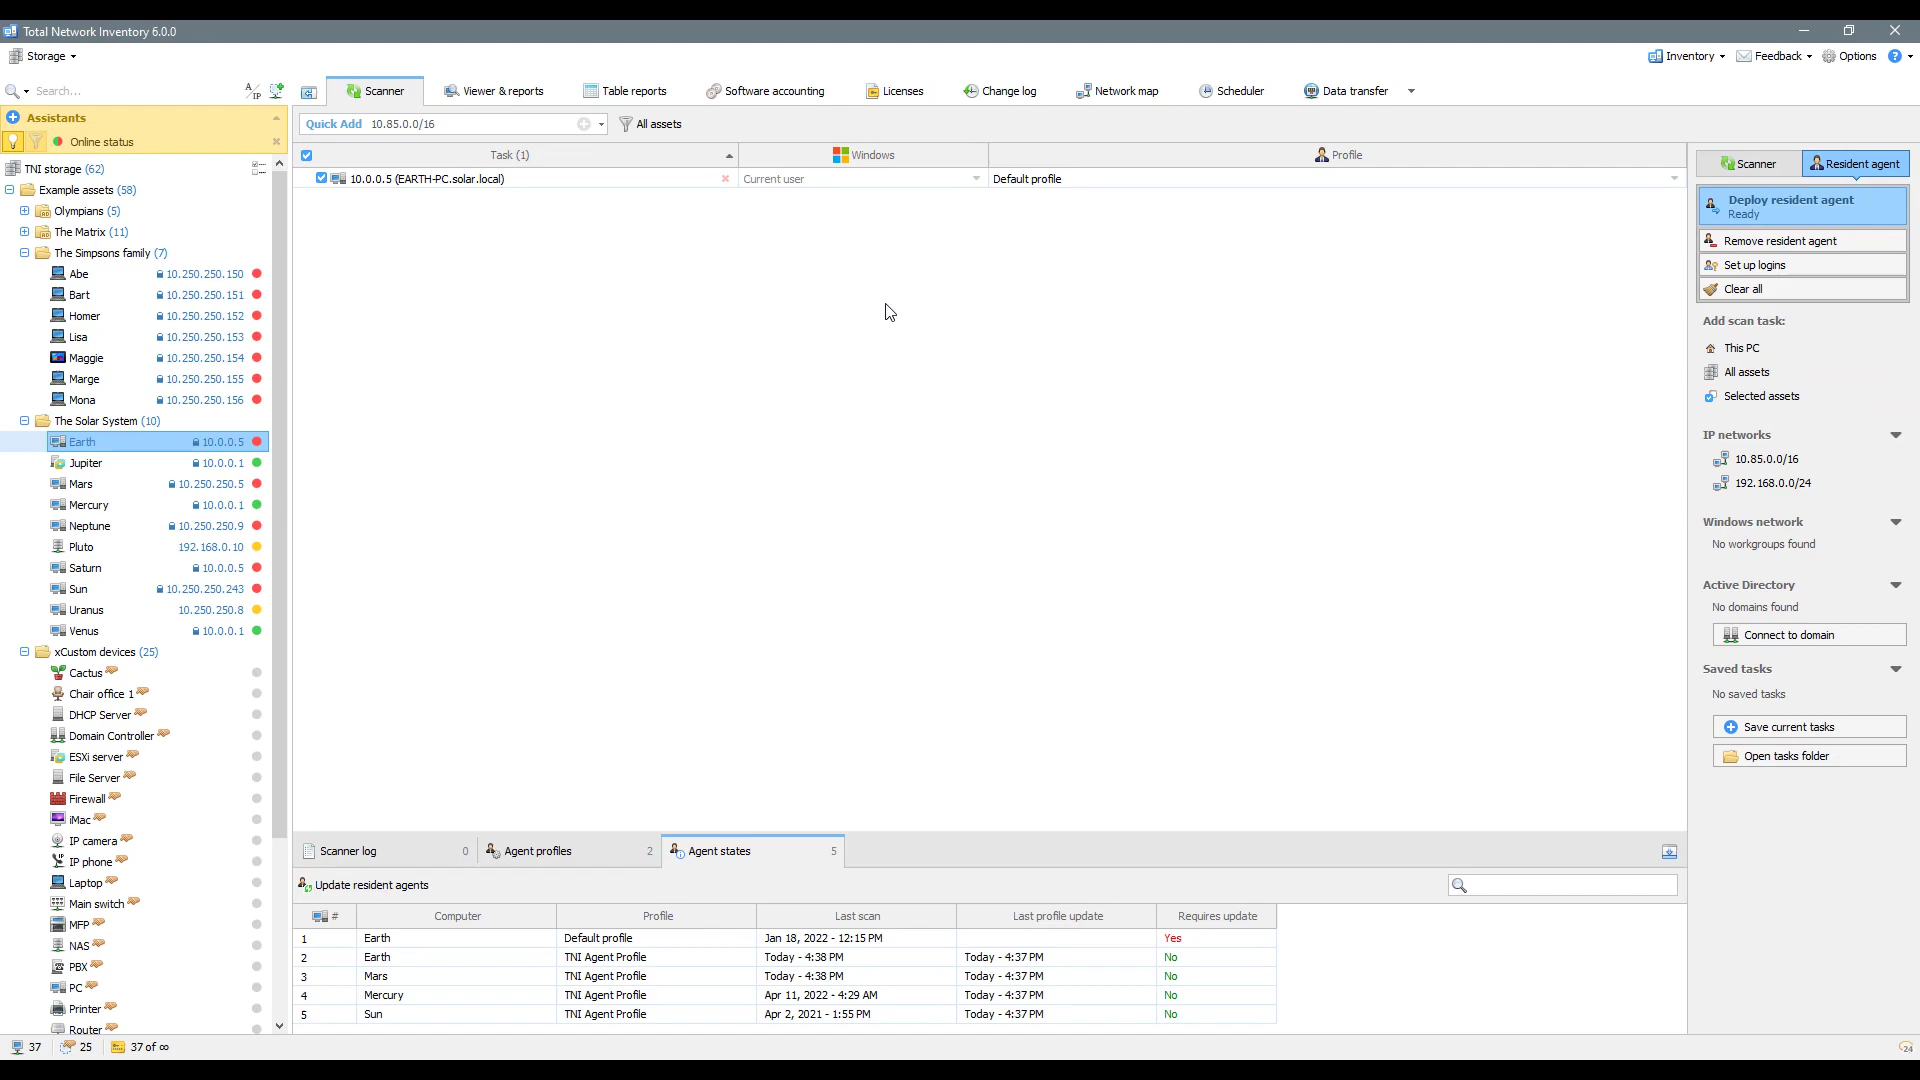 Total Network Inventory 6.0.0
Storage
Inventory
Feedback
Options
?
Search...
A/IP
Scanner
Viewer & reports
Table reports
Software accounting
Licenses
Change log
Network map
Scheduler
Data transfer
Assistants
Online status
Quick Add 10.85.0.0/16
All assets
Task (1)
Windows
Profile
10.0.0.5 (EARTH-PC.solar.local)
Current user
Default profile
TNI storage (62)
Example assets (58)
Olympians (5)
The Matrix (11)
The Simpsons family (7)
Abe 10.250.250.150
Bart 10.250.250.151
Homer 10.250.250.152
Lisa 10.250.250.153
Maggie 10.250.250.154
Marge 10.250.250.155
Mona 10.250.250.156
The Solar System (10)
Earth 10.0.0.5
Jupiter 10.0.0.1
Mars 10.250.250.5
Mercury 10.0.0.1
Neptune 10.250.250.9
Pluto 192.168.0.10
Saturn 10.0.0.5
Sun 10.250.250.243
Uranus 10.250.250.8
Venus 10.0.0.1
xCustom devices (25)
Cactus
Chair office 1
DHCP Server
Domain Controller
ESXi server
File Server
Firewall
iMac
IP camera
IP phone
Laptop
Main switch
MFP
NAS
PBX
PC
Printer
Router
Scanner
Resident agent
Deploy resident agent
Ready
Remove resident agent
Set up logins
Clear all
Add scan task:
This PC
All assets
Selected assets
IP networks
10.85.0.0/16
192.168.0.0/24
Windows network
No workgroups found
Active Directory
No domains found
Connect to domain
Saved tasks
No saved tasks
Save current tasks
Open tasks folder
Scanner log 0
Agent profiles 2
Agent states 5
Update resident agents
# Computer Profile Last scan Last profile update Requires update
1 Earth Default profile Jan 18, 2022 - 12:15 PM Yes
2 Earth TNI Agent Profile Today - 4:38 PM Today - 4:37 PM No
3 Mars TNI Agent Profile Today - 4:38 PM Today - 4:37 PM No
4 Mercury TNI Agent Profile Apr 11, 2022 - 4:29 AM Today - 4:37 PM No
5 Sun TNI Agent Profile Apr 2, 2021 - 1:55 PM Today - 4:37 PM No
37
25
37 of ∞
24